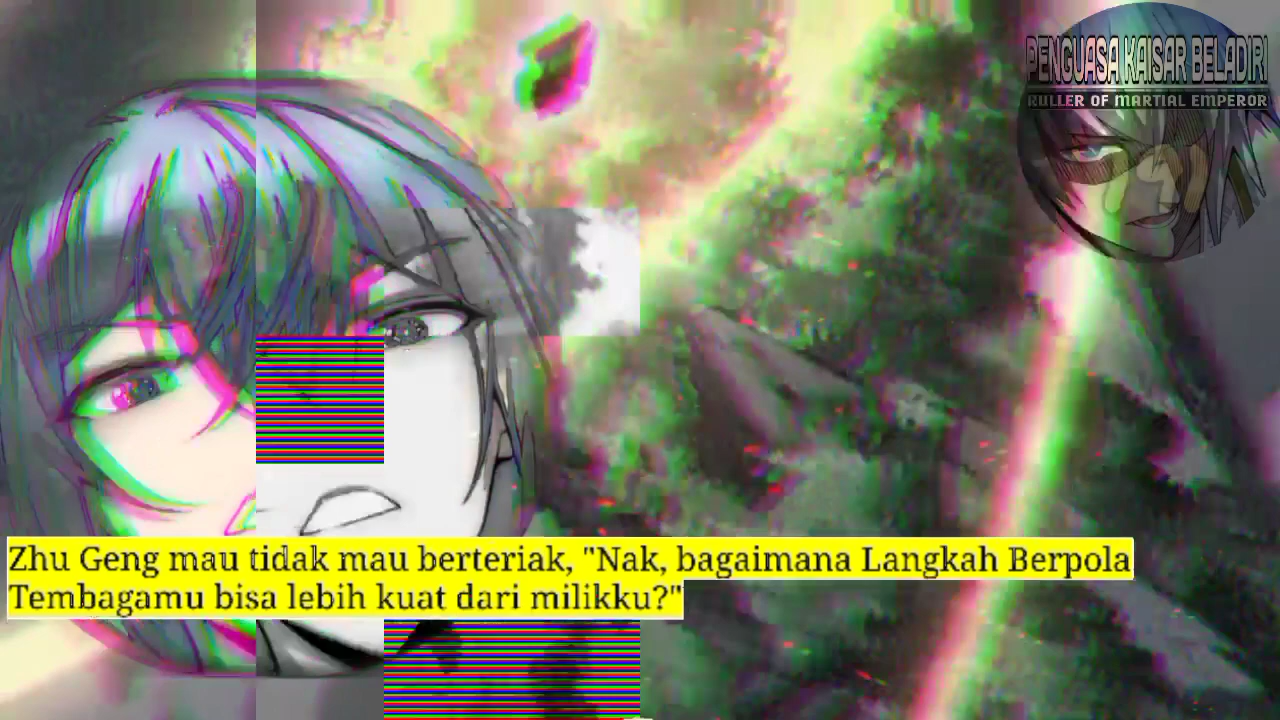 PENGUASA KAISAR BELADIRI
RULLER OF MARTIAL EMPEROR
Zhu Geng mau tidak mau berteriak, "Nak, bagaimana Langkah Berpola
Tembagamu bisa lebih kuat dari milikku?"